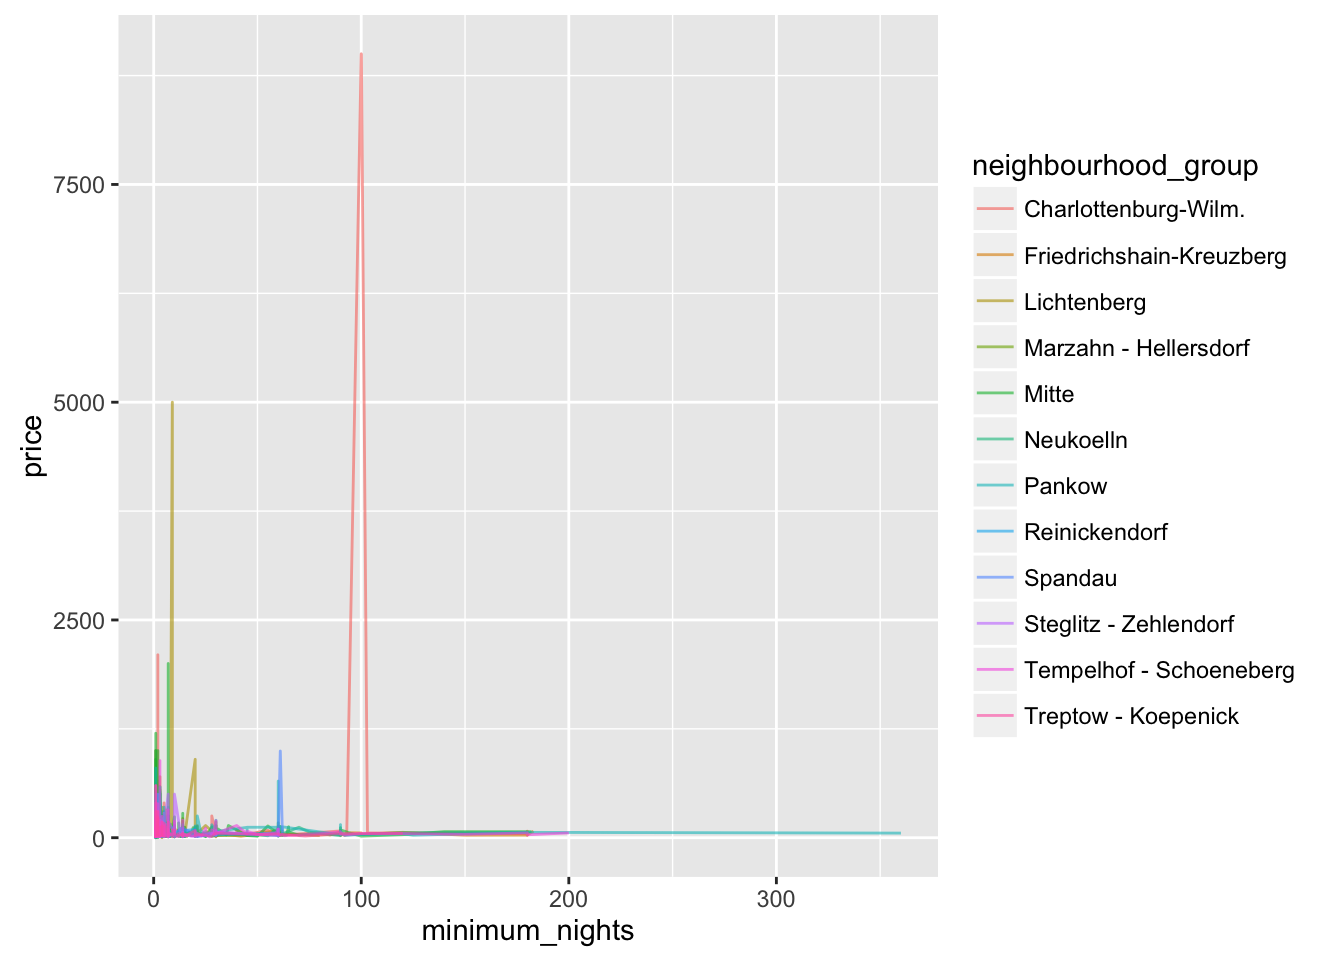 7500
5000
2500
0
price
0
100
200
300
minimum_nights
neighbourhood_group
Charlottenburg-Wilm.
Friedrichshain-Kreuzberg
Lichtenberg
Marzahn - Hellersdorf
Mitte
Neukoelln
Pankow
Reinickendorf
Spandau
Steglitz - Zehlendorf
Tempelhof - Schoeneberg
Treptow - Koepenick